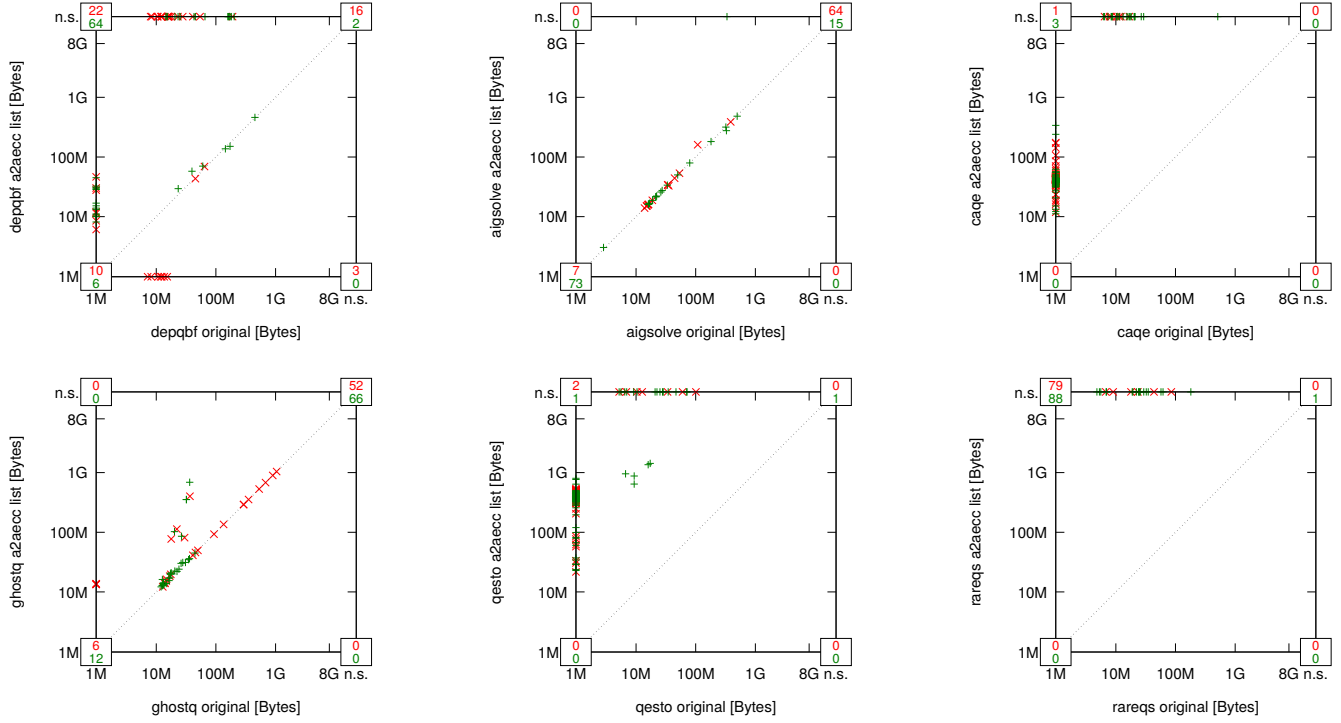 n.s.
22
64
16
2
8G
1G
100M
10M
1M
10
6
3
0
1M 10M 100M 1G 8G n.s.
depqbf a2aecc list [Bytes]
depqbf original [Bytes]
n.s.
0
0
64
15
8G
1G
100M
10M
1M
7
73
0
0
1M 10M 100M 1G 8G n.s.
aigsolve a2aecc list [Bytes]
aigsolve original [Bytes]
n.s.
1
3
0
0
8G
1G
100M
10M
1M
0
0
0
0
1M 10M 100M 1G 8G n.s.
caqe a2aecc list [Bytes]
caqe original [Bytes]
n.s.
0
0
52
66
8G
1G
100M
10M
1M
6
12
0
0
1M 10M 100M 1G 8G n.s.
ghostq a2aecc list [Bytes]
ghostq original [Bytes]
n.s.
2
1
0
1
8G
1G
100M
10M
1M
0
0
0
0
1M 10M 100M 1G 8G n.s.
qesto a2aecc list [Bytes]
qesto original [Bytes]
n.s.
79
88
0
1
8G
1G
100M
10M
1M
0
0
0
0
1M 10M 100M 1G 8G n.s.
rareqs a2aecc list [Bytes]
rareqs original [Bytes]